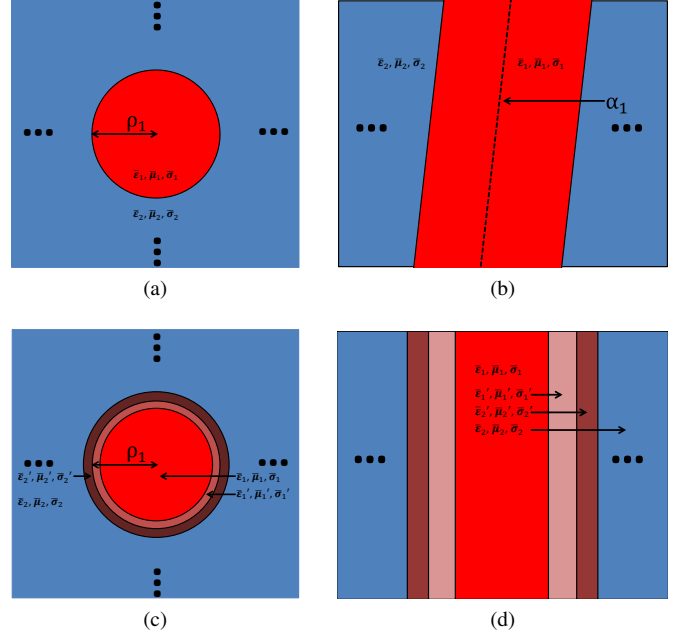 ρ₁
ε̿₁, μ̿₁, σ̿₁
ε̿₂, μ̿₂, σ̿₂
(a)
ε̿₂, μ̿₂, σ̿₂
ε̿₁, μ̿₁, σ̿₁
α₁
(b)
ρ₁
ε̿₂', μ̿₂', σ̿₂'
ε̿₁, μ̿₁, σ̿₁
ε̿₁', μ̿₁', σ̿₁'
ε̿₂, μ̿₂, σ̿₂
(c)
ε̿₁, μ̿₁, σ̿₁
ε̿₁', μ̿₁', σ̿₁'
ε̿₂', μ̿₂', σ̿₂'
ε̿₂, μ̿₂, σ̿₂
(d)